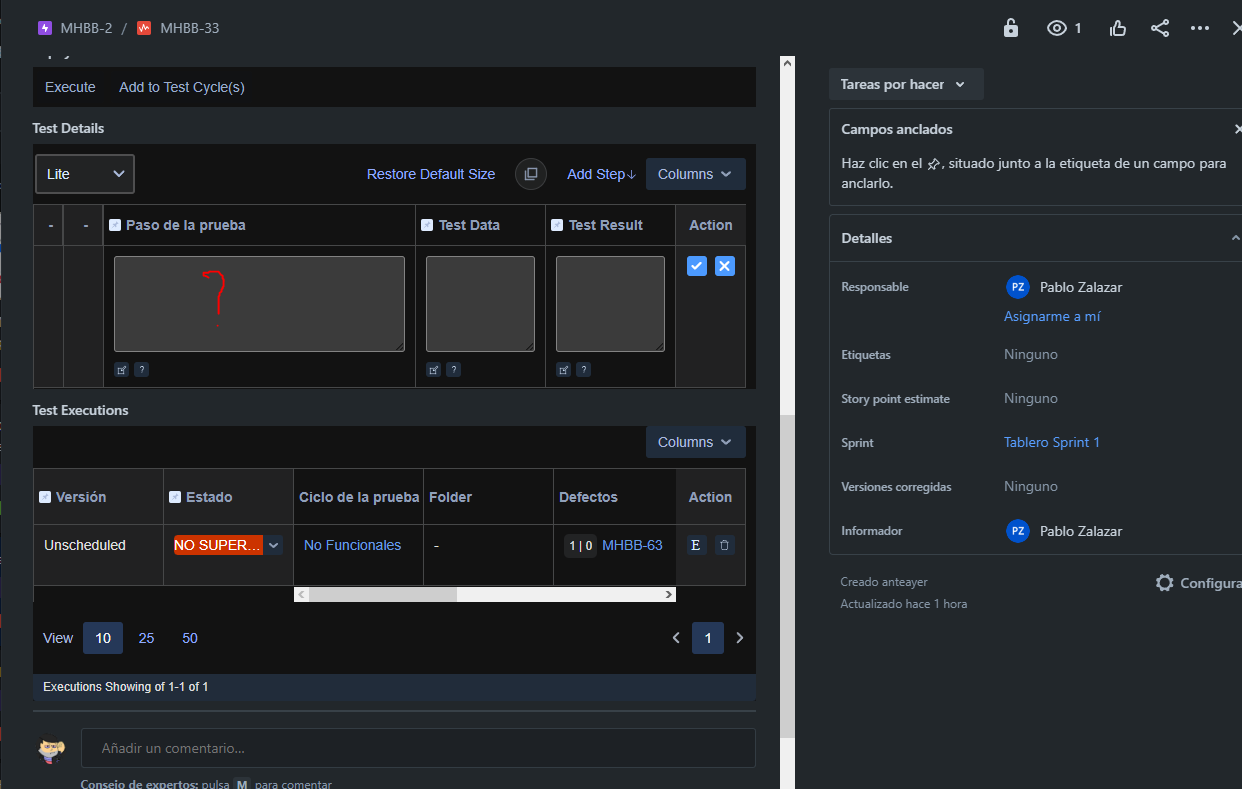 MHBB-2 / MHBB-33
1
Execute Add to Test Cycle(s)
Tareas por hacer
Test Details
Campos anclados
Haz clic en el , situado junto a la etiqueta de un campo para
anclarlo.
Lite Restore Default Size Add Step↓ Columns
- - Paso de la prueba Test Data Test Result Action
?
? ? ?
Detalles
Responsable PZ Pablo Zalazar
Asignarme a mí
Etiquetas Ninguno
Story point estimate Ninguno
Sprint Tablero Sprint 1
Versiones corregidas Ninguno
Informador PZ Pablo Zalazar
Creado anteayer
Actualizado hace 1 hora
Configura
Test Executions
Columns
Versión Estado Ciclo de la prueba Folder Defectos Action
Unscheduled NO SUPER... No Funcionales - 1 | 0 MHBB-63 E
View 10 25 50 1
Executions Showing of 1-1 of 1
Añadir un comentario...
Consejo de expertos: pulsa M para comentar